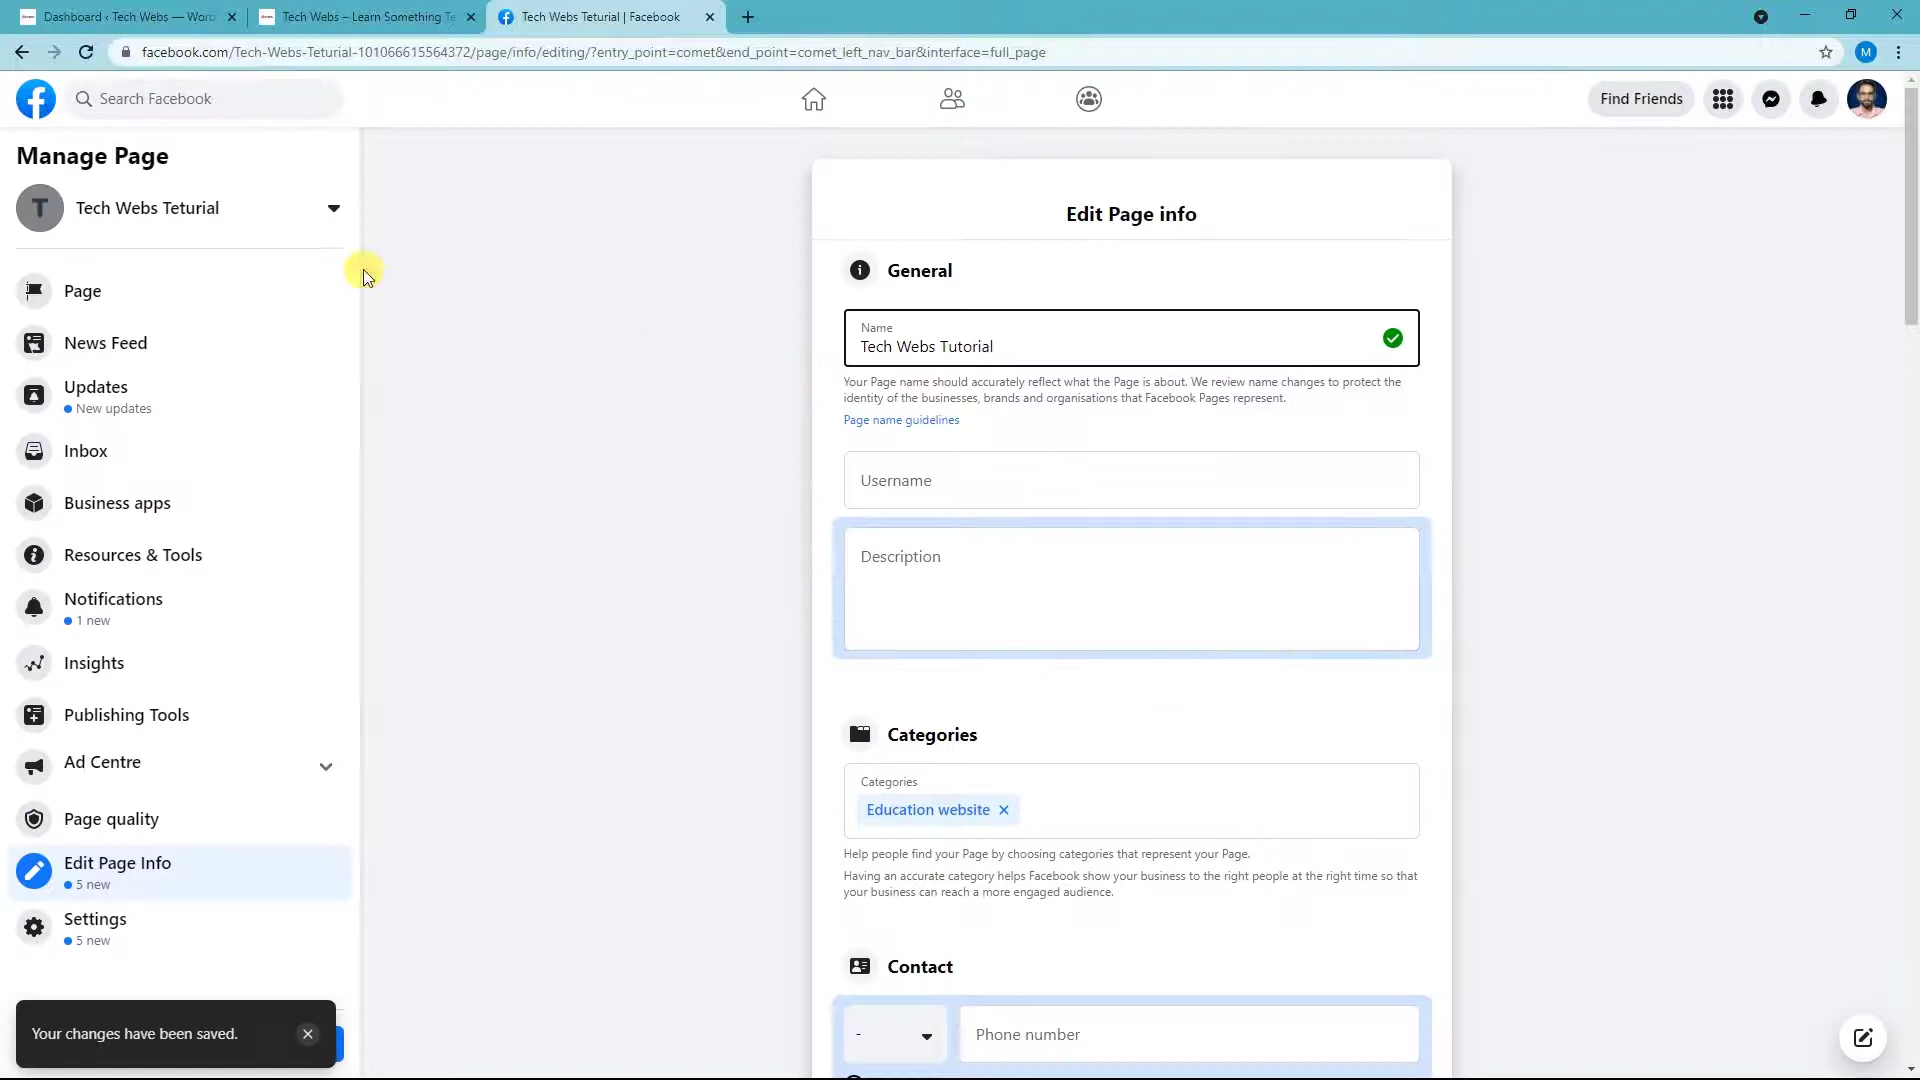 Dashboard ‹ Tech Webs — Word
Tech Webs – Learn Something Te
Tech Webs Teturial | Facebook
facebook.com/Tech-Webs-Teturial-101066615564372/page/info/editing/?entry_point=comet&end_point=comet_left_nav_bar&interface=full_page
M
Search Facebook
Find Friends
Manage Page
T
Tech Webs Teturial
Page
News Feed
Updates
New updates
Inbox
Business apps
Resources & Tools
Notifications
1 new
Insights
Publishing Tools
Ad Centre
Page quality
Edit Page Info
5 new
Settings
5 new
Your changes have been saved.
Edit Page info
General
Name
Tech Webs Tutorial
Your Page name should accurately reflect what the Page is about. We review name changes to protect the
identity of the businesses, brands and organisations that Facebook Pages represent.
Page name guidelines
Username
Description
Categories
Categories
Education website
Help people find your Page by choosing categories that represent your Page.
Having an accurate category helps Facebook show your business to the right people at the right time so that
your business can reach a more engaged audience.
Contact
-
Phone number